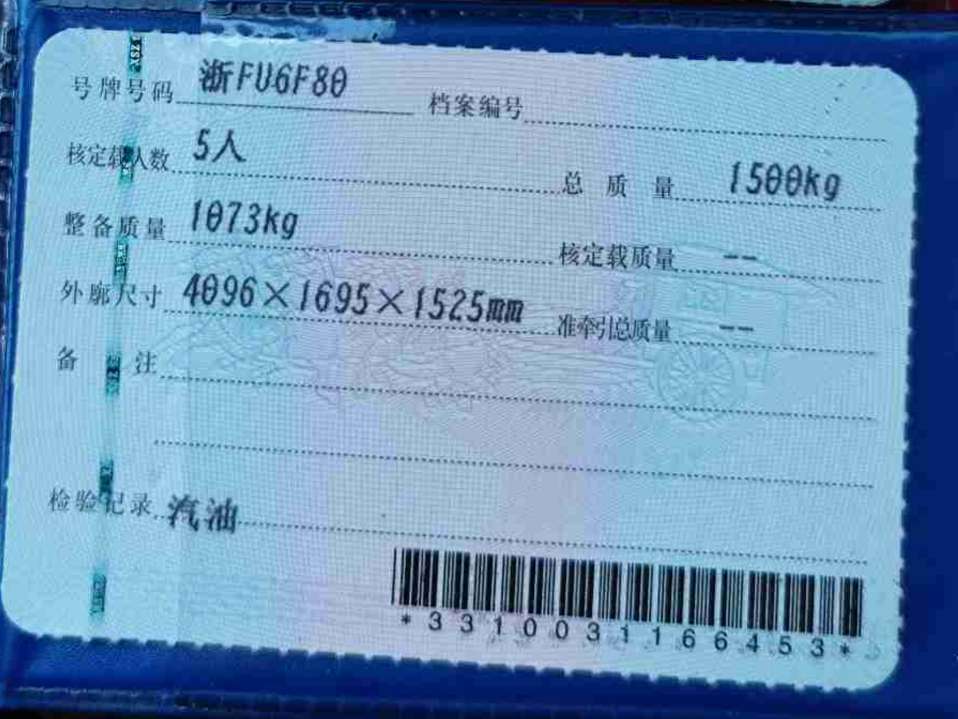 号牌号码 浙FU6F80 档案编号
核定载人数 5人 总质量 1500kg
整备质量 1073kg 核定载质量 --
外廓尺寸 4096×1695×1525mm 准牵引总质量 --
备注
检验记录 汽油
*3310031166453*